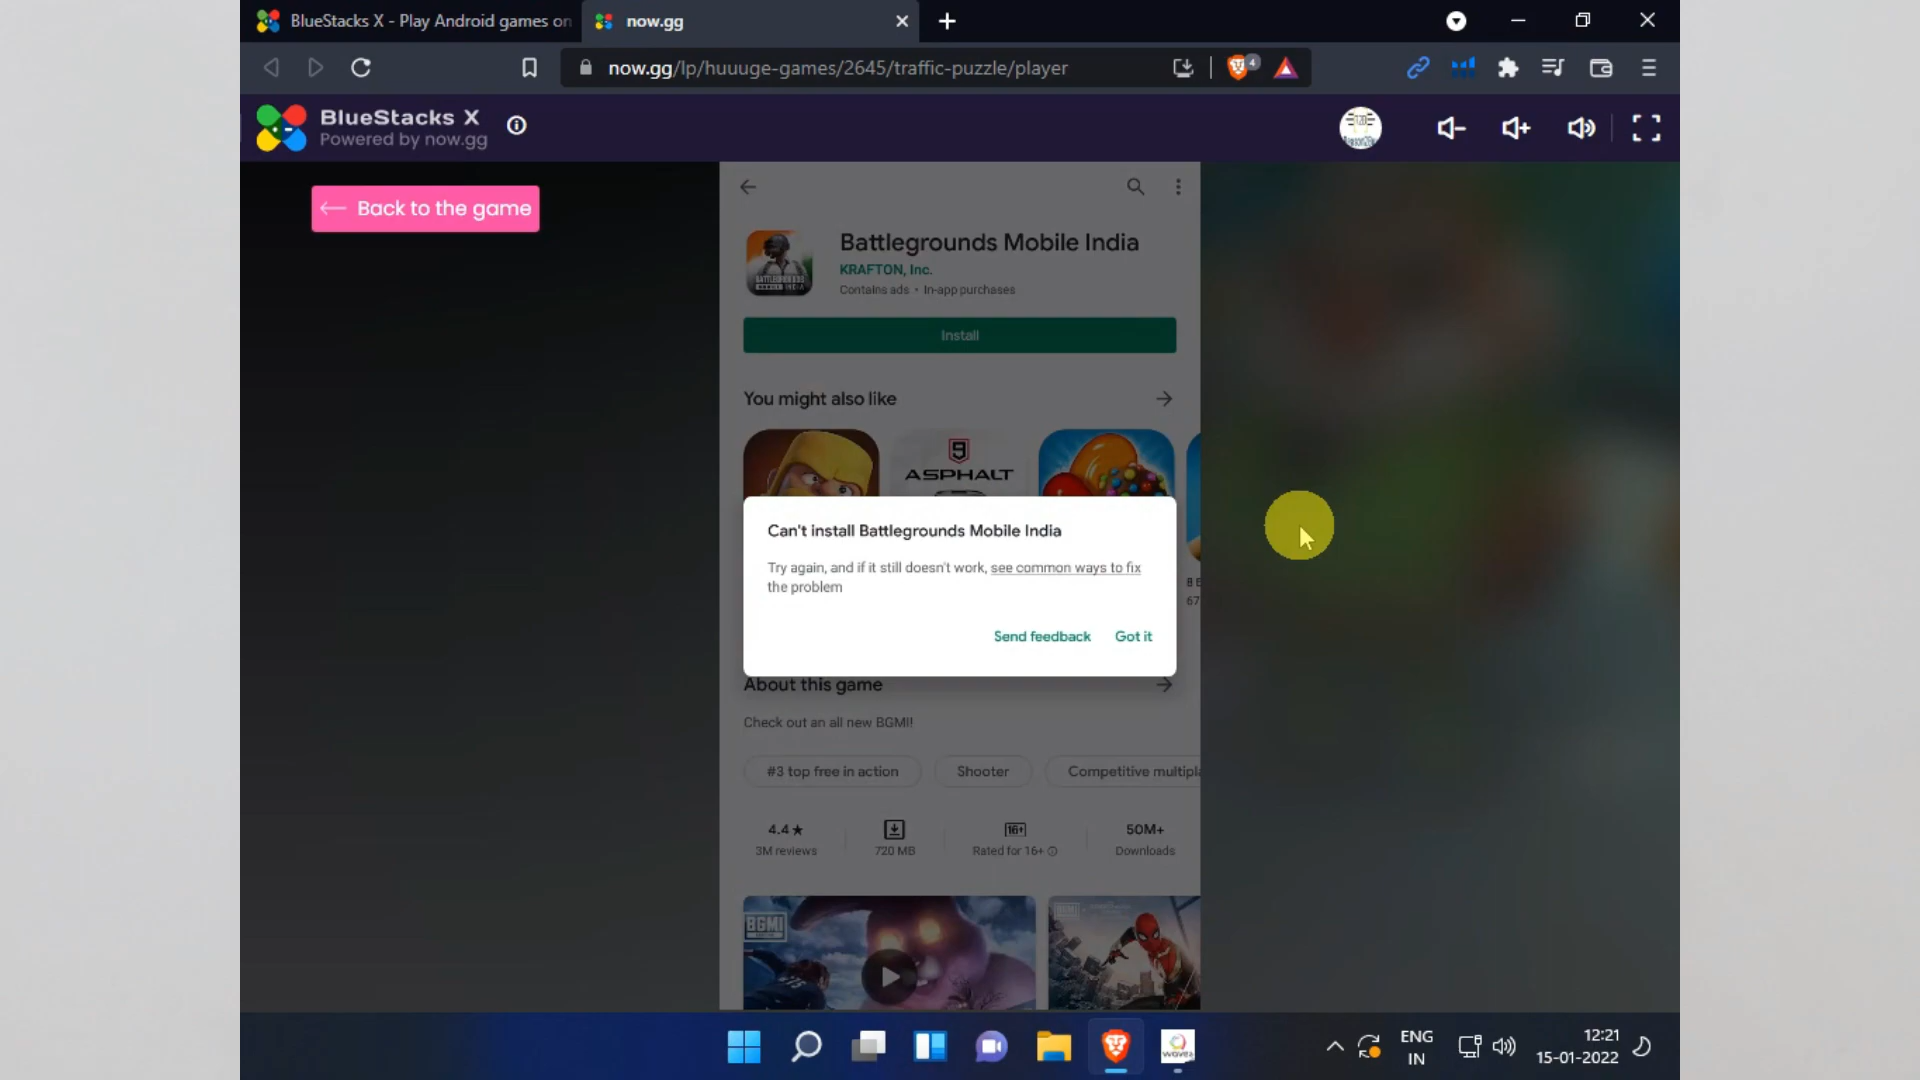 BlueStacks X - Play Android games on
now.gg
now.gg/lp/huuuge-games/2645/traffic-puzzle/player
4
BlueStacks X
Powered by now.gg
Back to the game
Battlegrounds Mobile India
KRAFTON, Inc.
Contains ads • In-app purchases
Install
You might also like
9
ASPHALT
Can't install Battlegrounds Mobile India
Try again, and if it still doesn't work, see common ways to fix
the problem
Send feedback
Got it
8 B
67
About this game
Check out an all new BGMI!
#3 top free in action
Shooter
Competitive multipla
4.4★
3M reviews
720 MB
16+
Rated for 16+
50M+
Downloads
BGMI
ENG
IN
12:21
15-01-2022